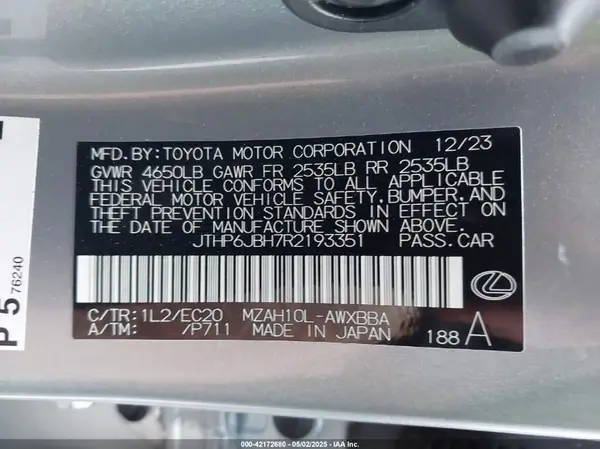 MFD.BY:TOYOTA MOTOR CORPORATION 12/23
GVWR 4650LB GAWR FR 2535LB RR 2535LB
THIS VEHICLE CONFORMS TO ALL APPLICABLE
FEDERAL MOTOR VEHICLE SAFETY,BUMPER,AND
THEFT PREVENTION STANDARDS IN EFFECT ON
THE DATE OF MANUFACTURE SHOWN ABOVE.
JTHP6JBH7R2193351 PASS.CAR
C/TR:1L2/EC20 MZAH10L-AWXBBA
A/TM: /P711 MADE IN JAPAN 188 A
P 5 76240
000-42172680 | 05/02/2025 | IAAI.COM